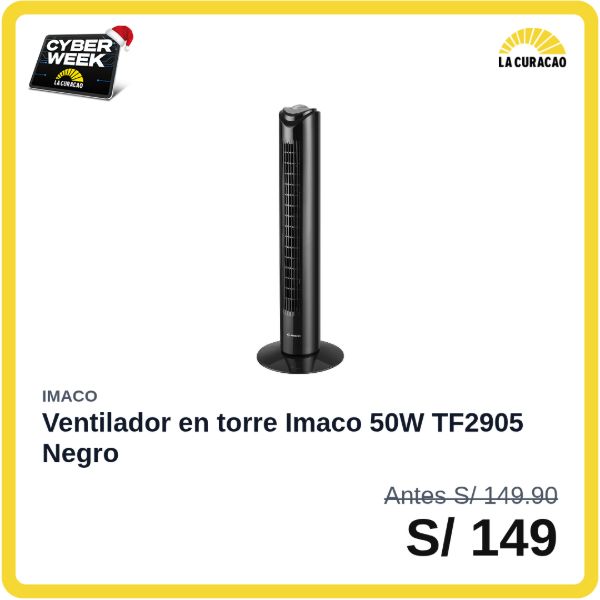 CYBER
WEEK
LA CURACAO
LA CURACAO
IMACO
Ventilador en torre Imaco 50W TF2905
Negro
Antes S/ 149.90
S/ 149